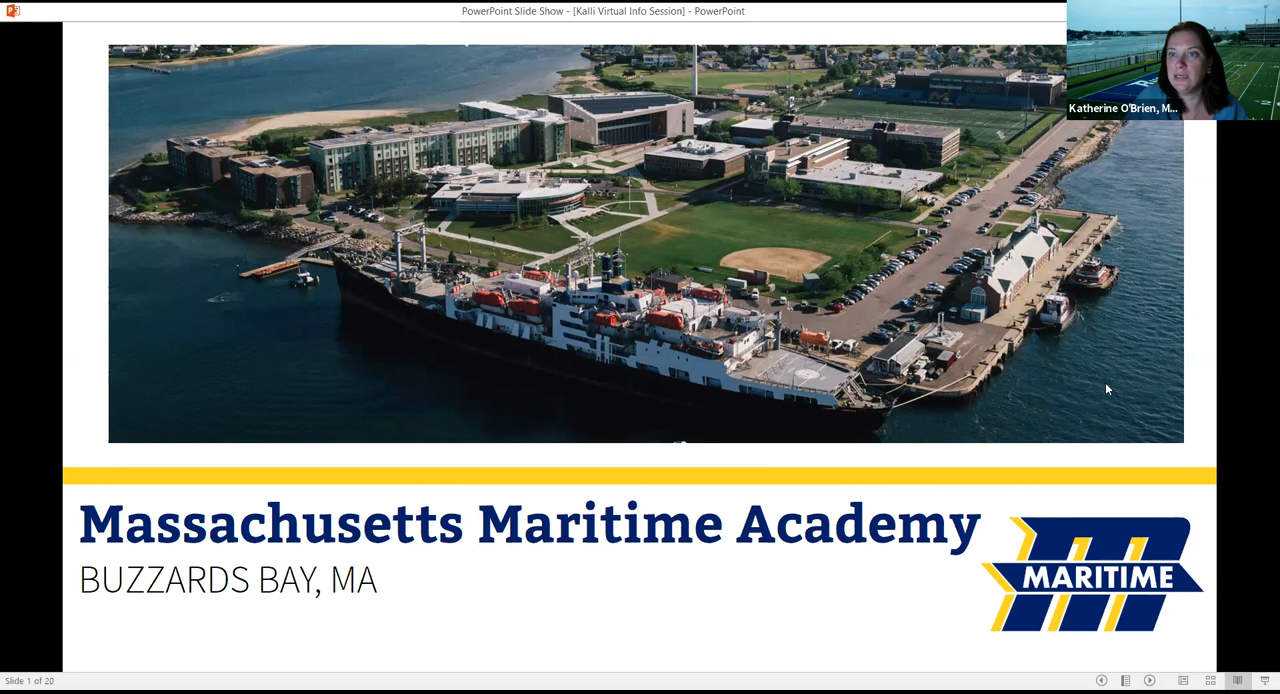 PowerPoint Slide Show - [Kalli Virtual Info Session] - PowerPoint
Katherine O'Brien, M...
Massachusetts Maritime Academy
BUZZARDS BAY, MA
MARITIME
Slide 1 of 20